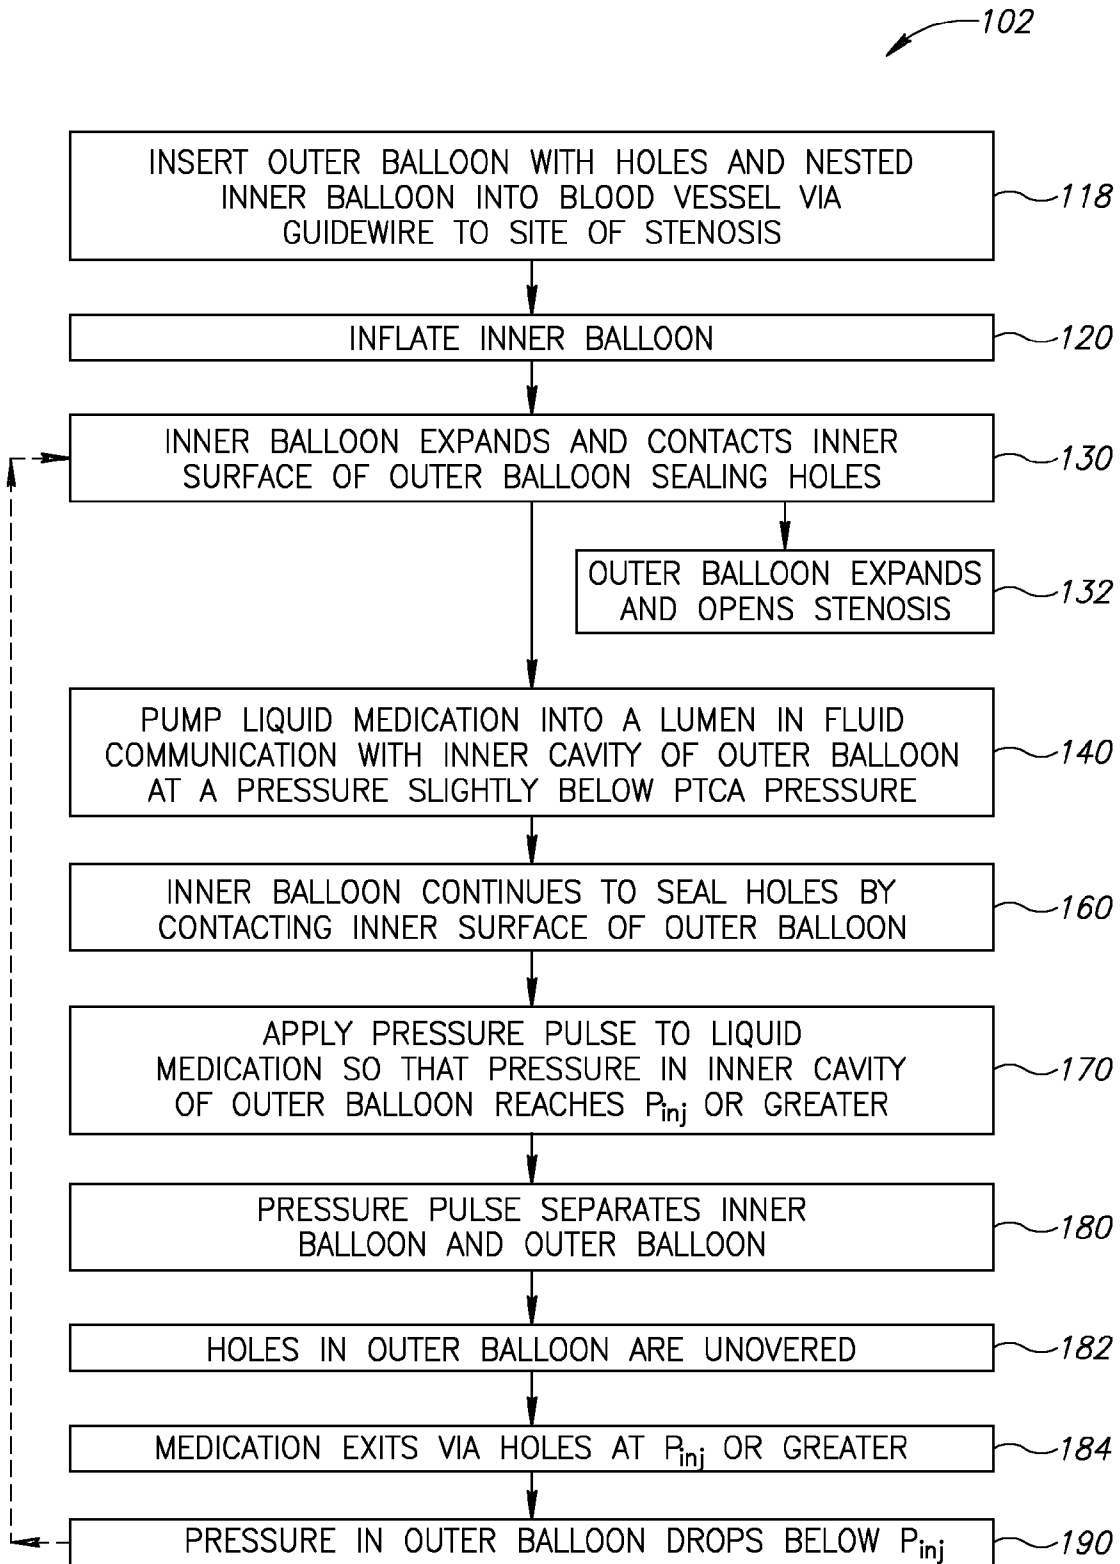 102
INSERT OUTER BALLOON WITH HOLES AND NESTED
INNER BALLOON INTO BLOOD VESSEL VIA
GUIDEWIRE TO SITE OF STENOSIS
118
INFLATE INNER BALLOON
120
INNER BALLOON EXPANDS AND CONTACTS INNER
SURFACE OF OUTER BALLOON SEALING HOLES
130
OUTER BALLOON EXPANDS
AND OPENS STENOSIS
132
PUMP LIQUID MEDICATION INTO A LUMEN IN FLUID
COMMUNICATION WITH INNER CAVITY OF OUTER BALLOON
AT A PRESSURE SLIGHTLY BELOW PTCA PRESSURE
140
INNER BALLOON CONTINUES TO SEAL HOLES BY
CONTACTING INNER SURFACE OF OUTER BALLOON
160
APPLY PRESSURE PULSE TO LIQUID
MEDICATION SO THAT PRESSURE IN INNER CAVITY
OF OUTER BALLOON REACHES Pinj OR GREATER
170
PRESSURE PULSE SEPARATES INNER
BALLOON AND OUTER BALLOON
180
HOLES IN OUTER BALLOON ARE UNOVERED
182
MEDICATION EXITS VIA HOLES AT Pinj OR GREATER
184
PRESSURE IN OUTER BALLOON DROPS BELOW Pinj
190